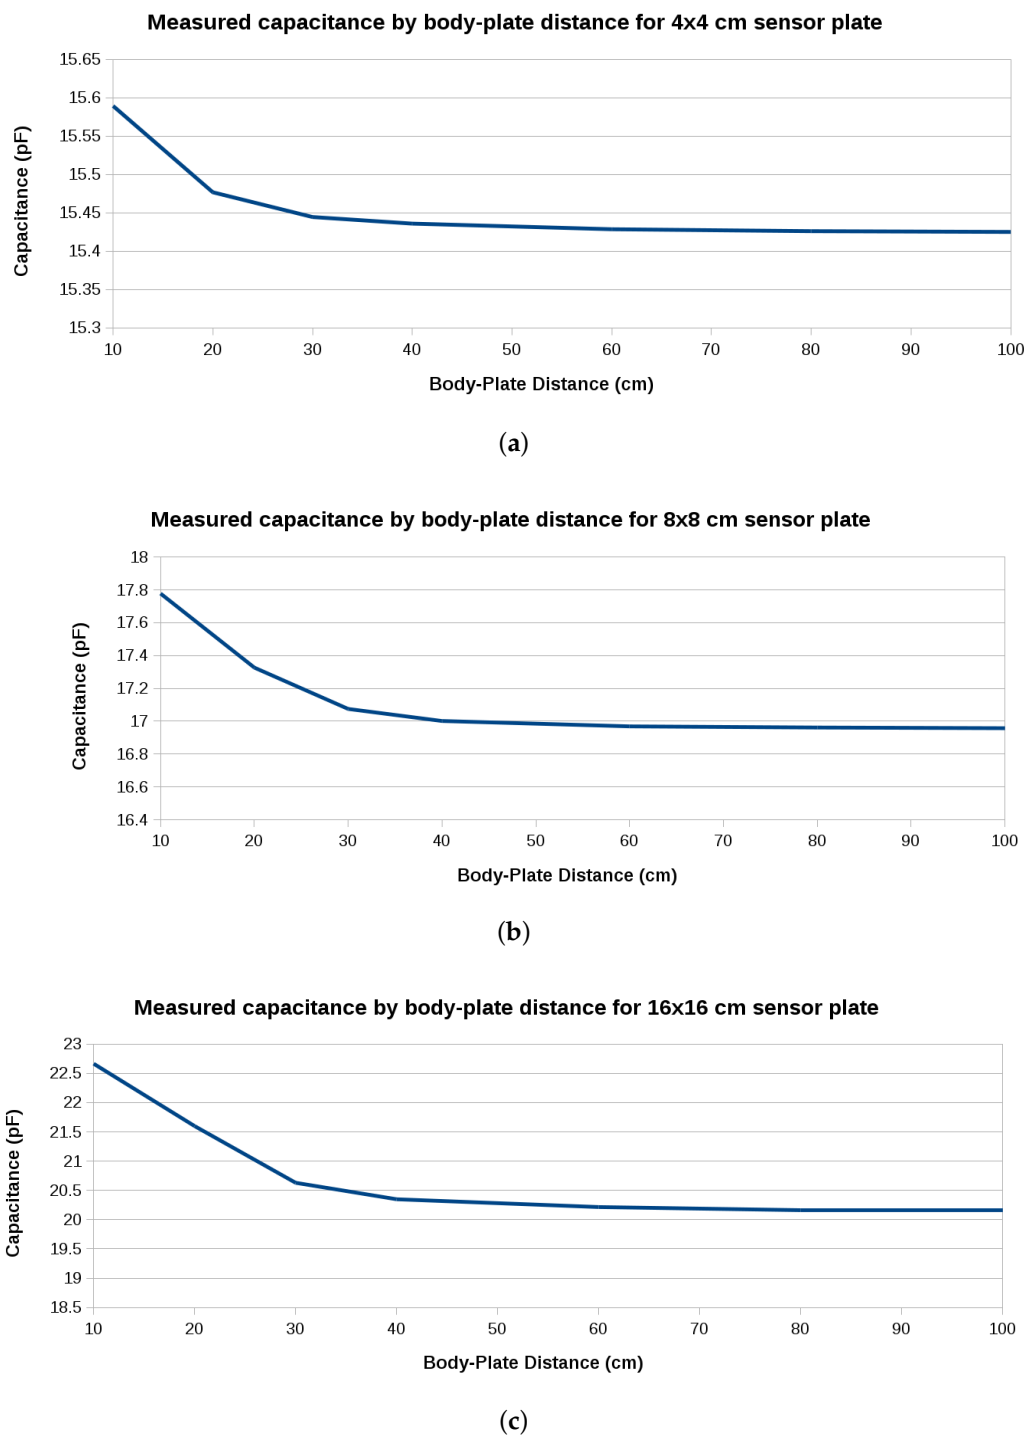 Measured capacitance by body-plate distance for 4x4 cm sensor plate
15.65
15.6
15.55
15.5
15.45
15.4
15.35
15.3
Capacitance (pF)
10 20 30 40 50 60 70 80 90 100
Body-Plate Distance (cm)
(a)
Measured capacitance by body-plate distance for 8x8 cm sensor plate
18
17.8
17.6
17.4
17.2
17
16.8
16.6
16.4
Capacitance (pF)
10 20 30 40 50 60 70 80 90 100
Body-Plate Distance (cm)
(b)
Measured capacitance by body-plate distance for 16x16 cm sensor plate
23
22.5
22
21.5
21
20.5
20
19.5
19
18.5
Capacitance (pF)
10 20 30 40 50 60 70 80 90 100
Body-Plate Distance (cm)
(c)